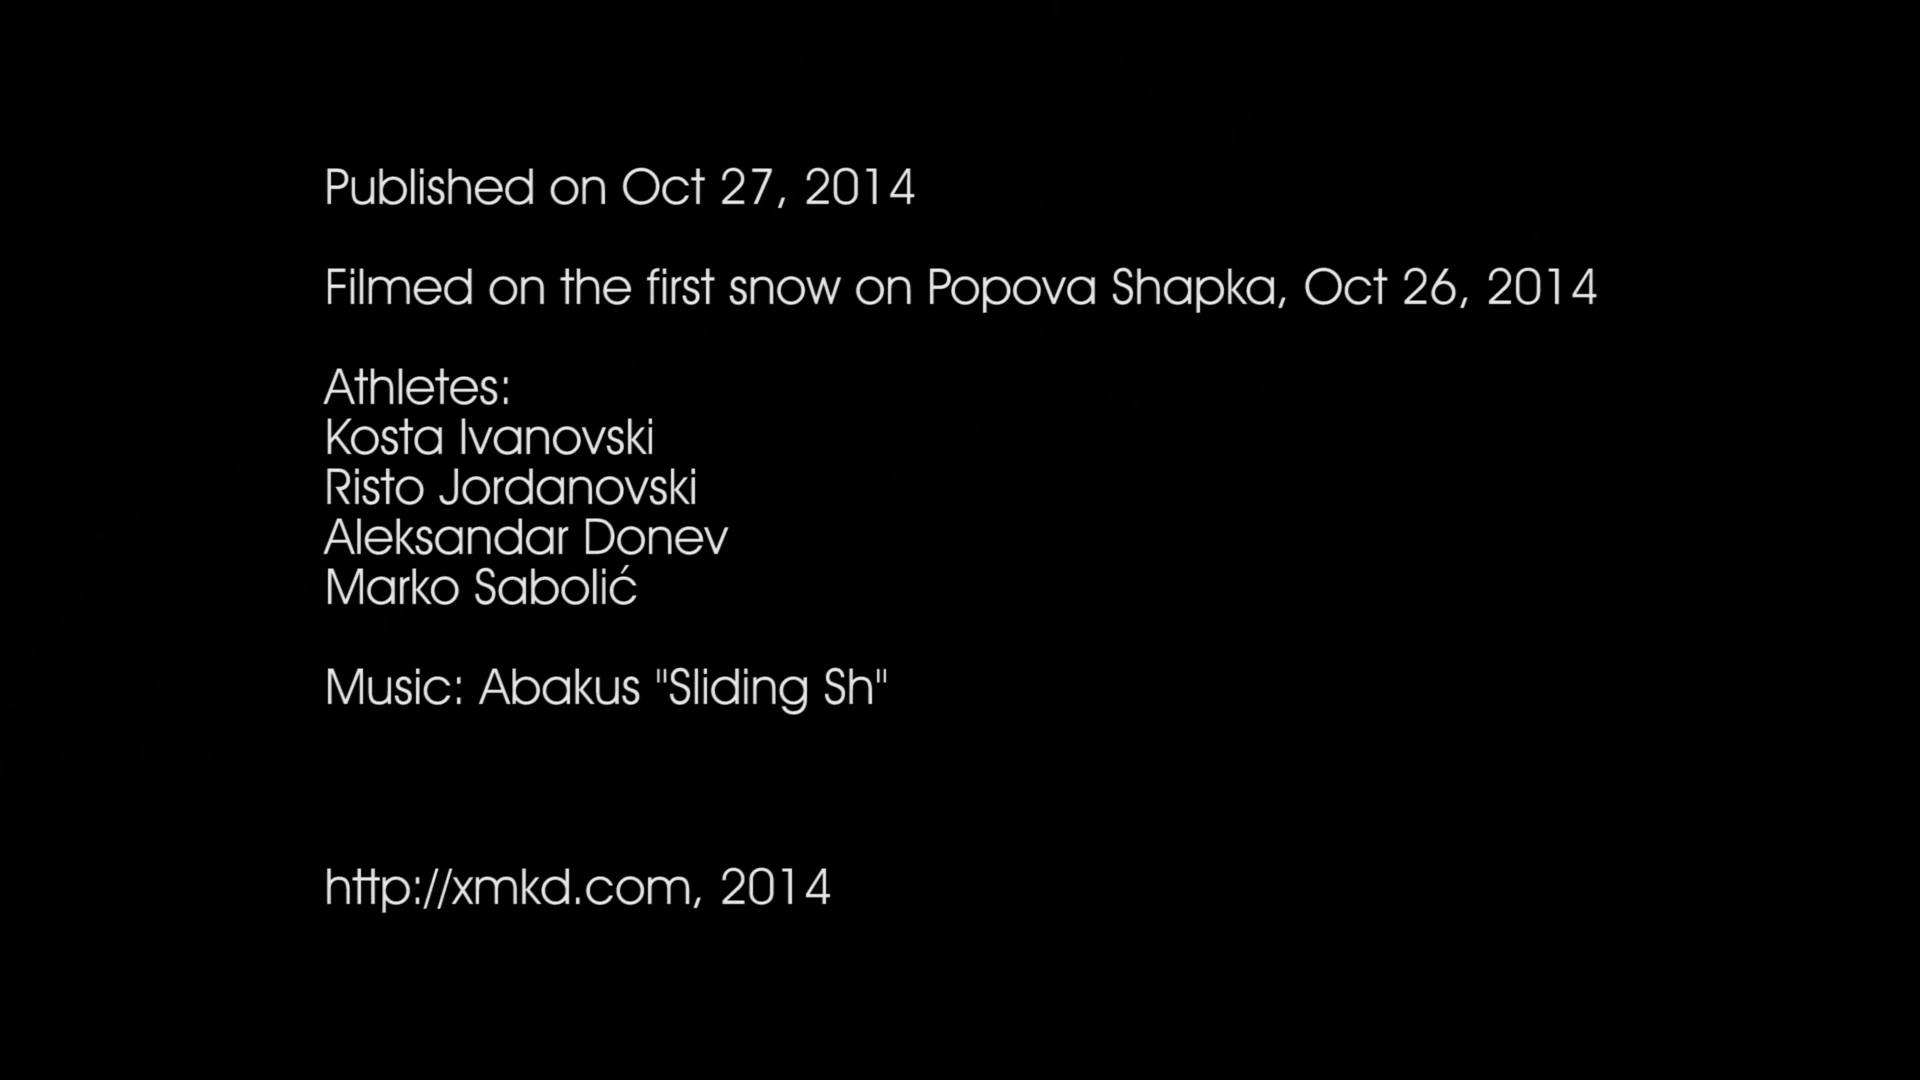 Published on Oct 27, 2014
Filmed on the first snow on Popova Shapka, Oct 26, 2014
Athletes:
Kosta Ivanovski
Risto Jordanovski
Aleksandar Donev
Marko Sabolić
Music: Abakus "Sliding Sh"
http://xmkd.com, 2014